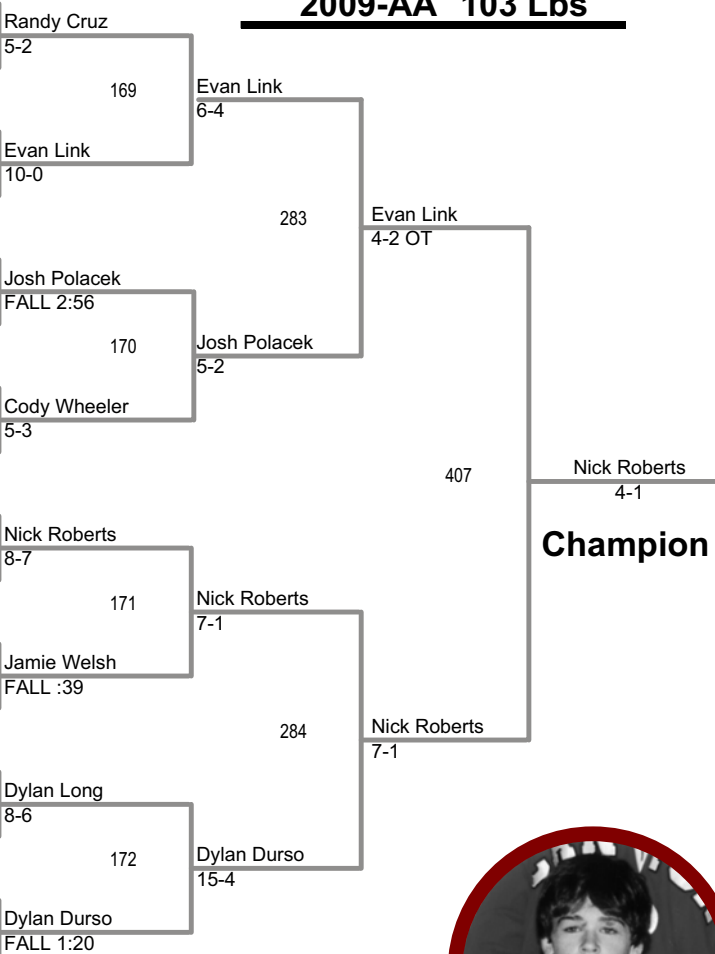 2009-AA 103 Lbs
Randy Cruz
5-2
169
Evan Link
6-4
Evan Link
10-0
283
Evan Link
4-2 OT
Josh Polacek
FALL 2:56
170
Josh Polacek
5-2
Cody Wheeler
5-3
407
Nick Roberts
4-1
Champion
Nick Roberts
8-7
171
Nick Roberts
7-1
Jamie Welsh
FALL :39
284
Nick Roberts
7-1
Dylan Long
8-6
172
Dylan Durso
15-4
Dylan Durso
FALL 1:20